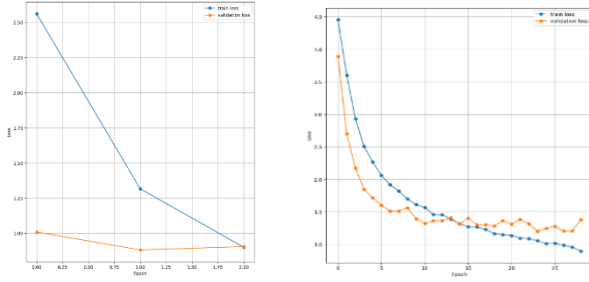 train loss
validation loss
2.50
2.25
2.00
1.75
1.50
1.25
1.00
Loss
0.00 0.25 0.50 0.75 1.00 1.25 1.50 1.75 2.00
Epoch
train loss
validation loss
4.5
4.0
3.5
3.0
2.5
2.0
1.5
1.0
loss
0 5 10 15 20 25
Epoch